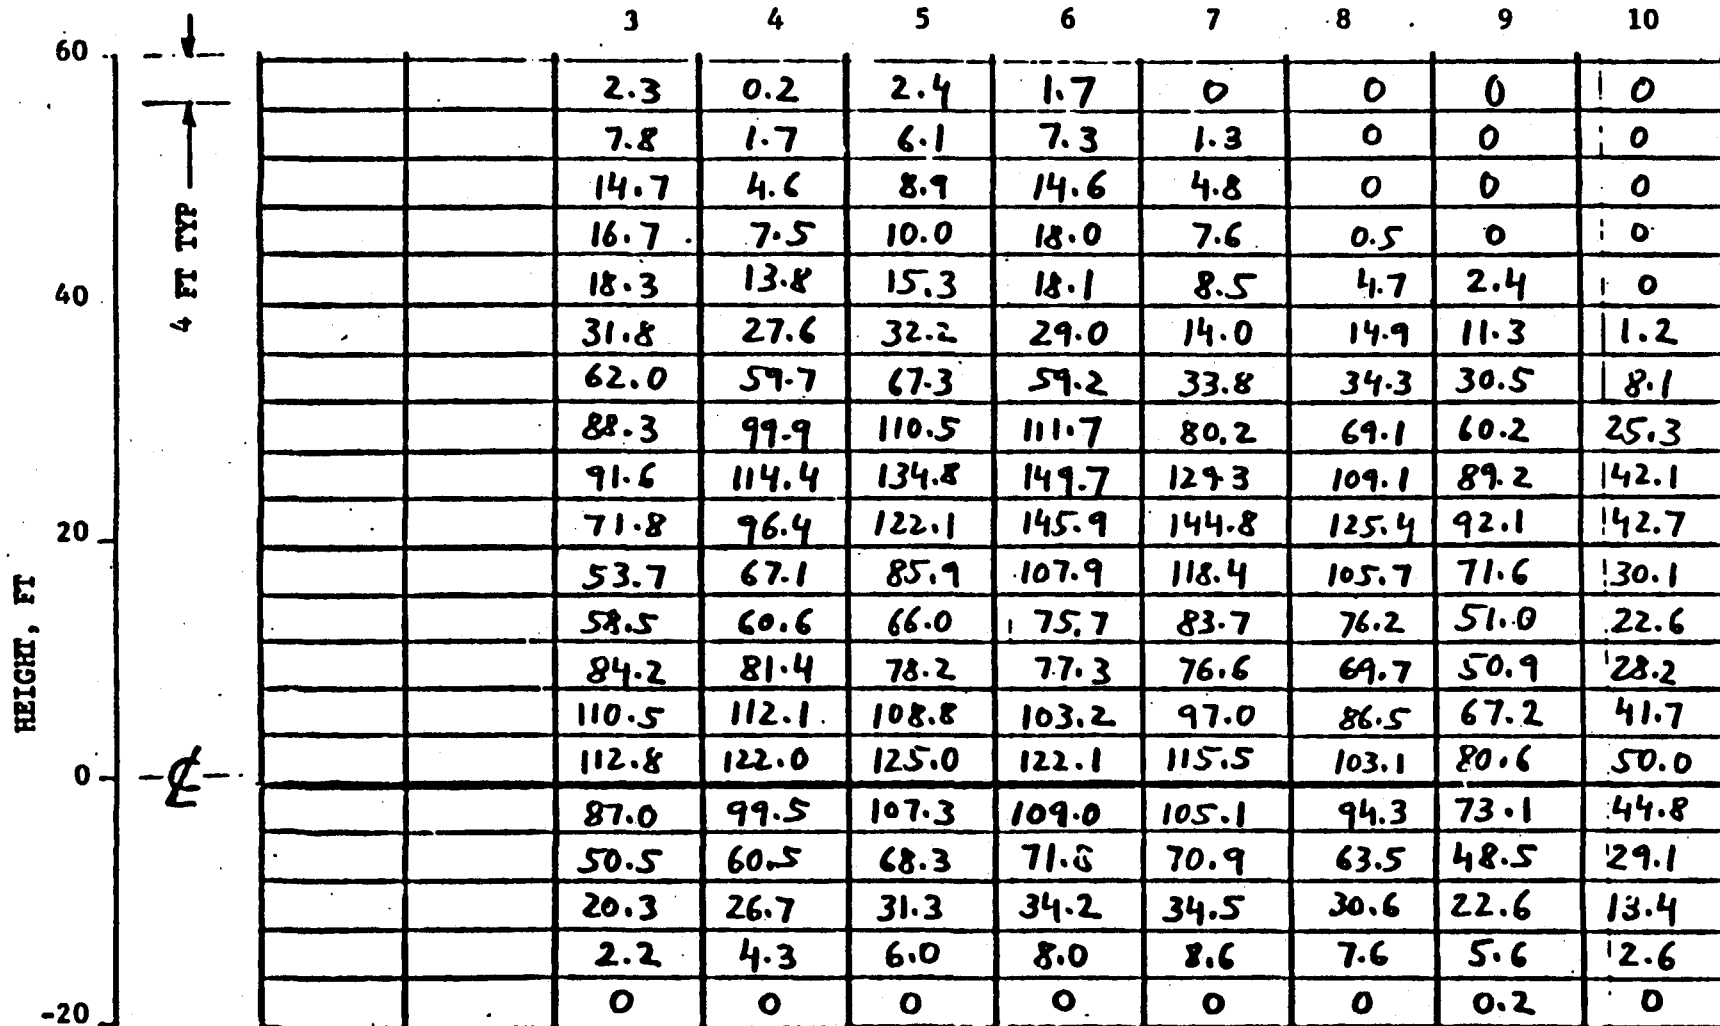 3 4 5 6 7 8 9 10
60
2.3 0.2 2.4 1.7 0 0 0 0
7.8 1.7 6.1 7.3 1.3 0 0 0
14.7 4.6 8.9 14.6 4.8 0 0 0
16.7 7.5 10.0 18.0 7.6 0.5 0 0
40 18.3 13.8 15.3 18.1 8.5 4.7 2.4 0
4 FT TYP
31.8 27.6 32.2 29.0 14.0 14.9 11.3 1.2
62.0 59.7 67.3 59.2 33.8 34.3 30.5 8.1
88.3 99.9 110.5 111.7 80.2 69.1 60.2 25.3
91.6 114.4 134.8 149.7 129.3 109.1 89.2 42.1
20 71.8 96.4 122.1 145.9 144.8 125.4 92.1 42.7
53.7 67.1 85.9 107.9 118.4 105.7 71.6 30.1
HEIGHT, FT
58.5 60.6 66.0 75.7 83.7 76.2 51.0 22.6
84.2 81.4 78.2 77.3 76.6 69.7 50.9 28.2
110.5 112.1 108.8 103.2 97.0 86.5 67.2 41.7
0 ℄ 112.8 122.0 125.0 122.1 115.5 103.1 80.6 50.0
87.0 99.5 107.3 109.0 105.1 94.3 73.1 44.8
50.5 60.5 68.3 70.9 63.5 48.5 29.1
20.3 26.7 31.3 34.2 34.5 30.6 22.6 13.4
2.2 4.3 6.0 8.0 8.6 7.6 5.6 2.6
-20 0 0 0 0 0 0 0.2 0